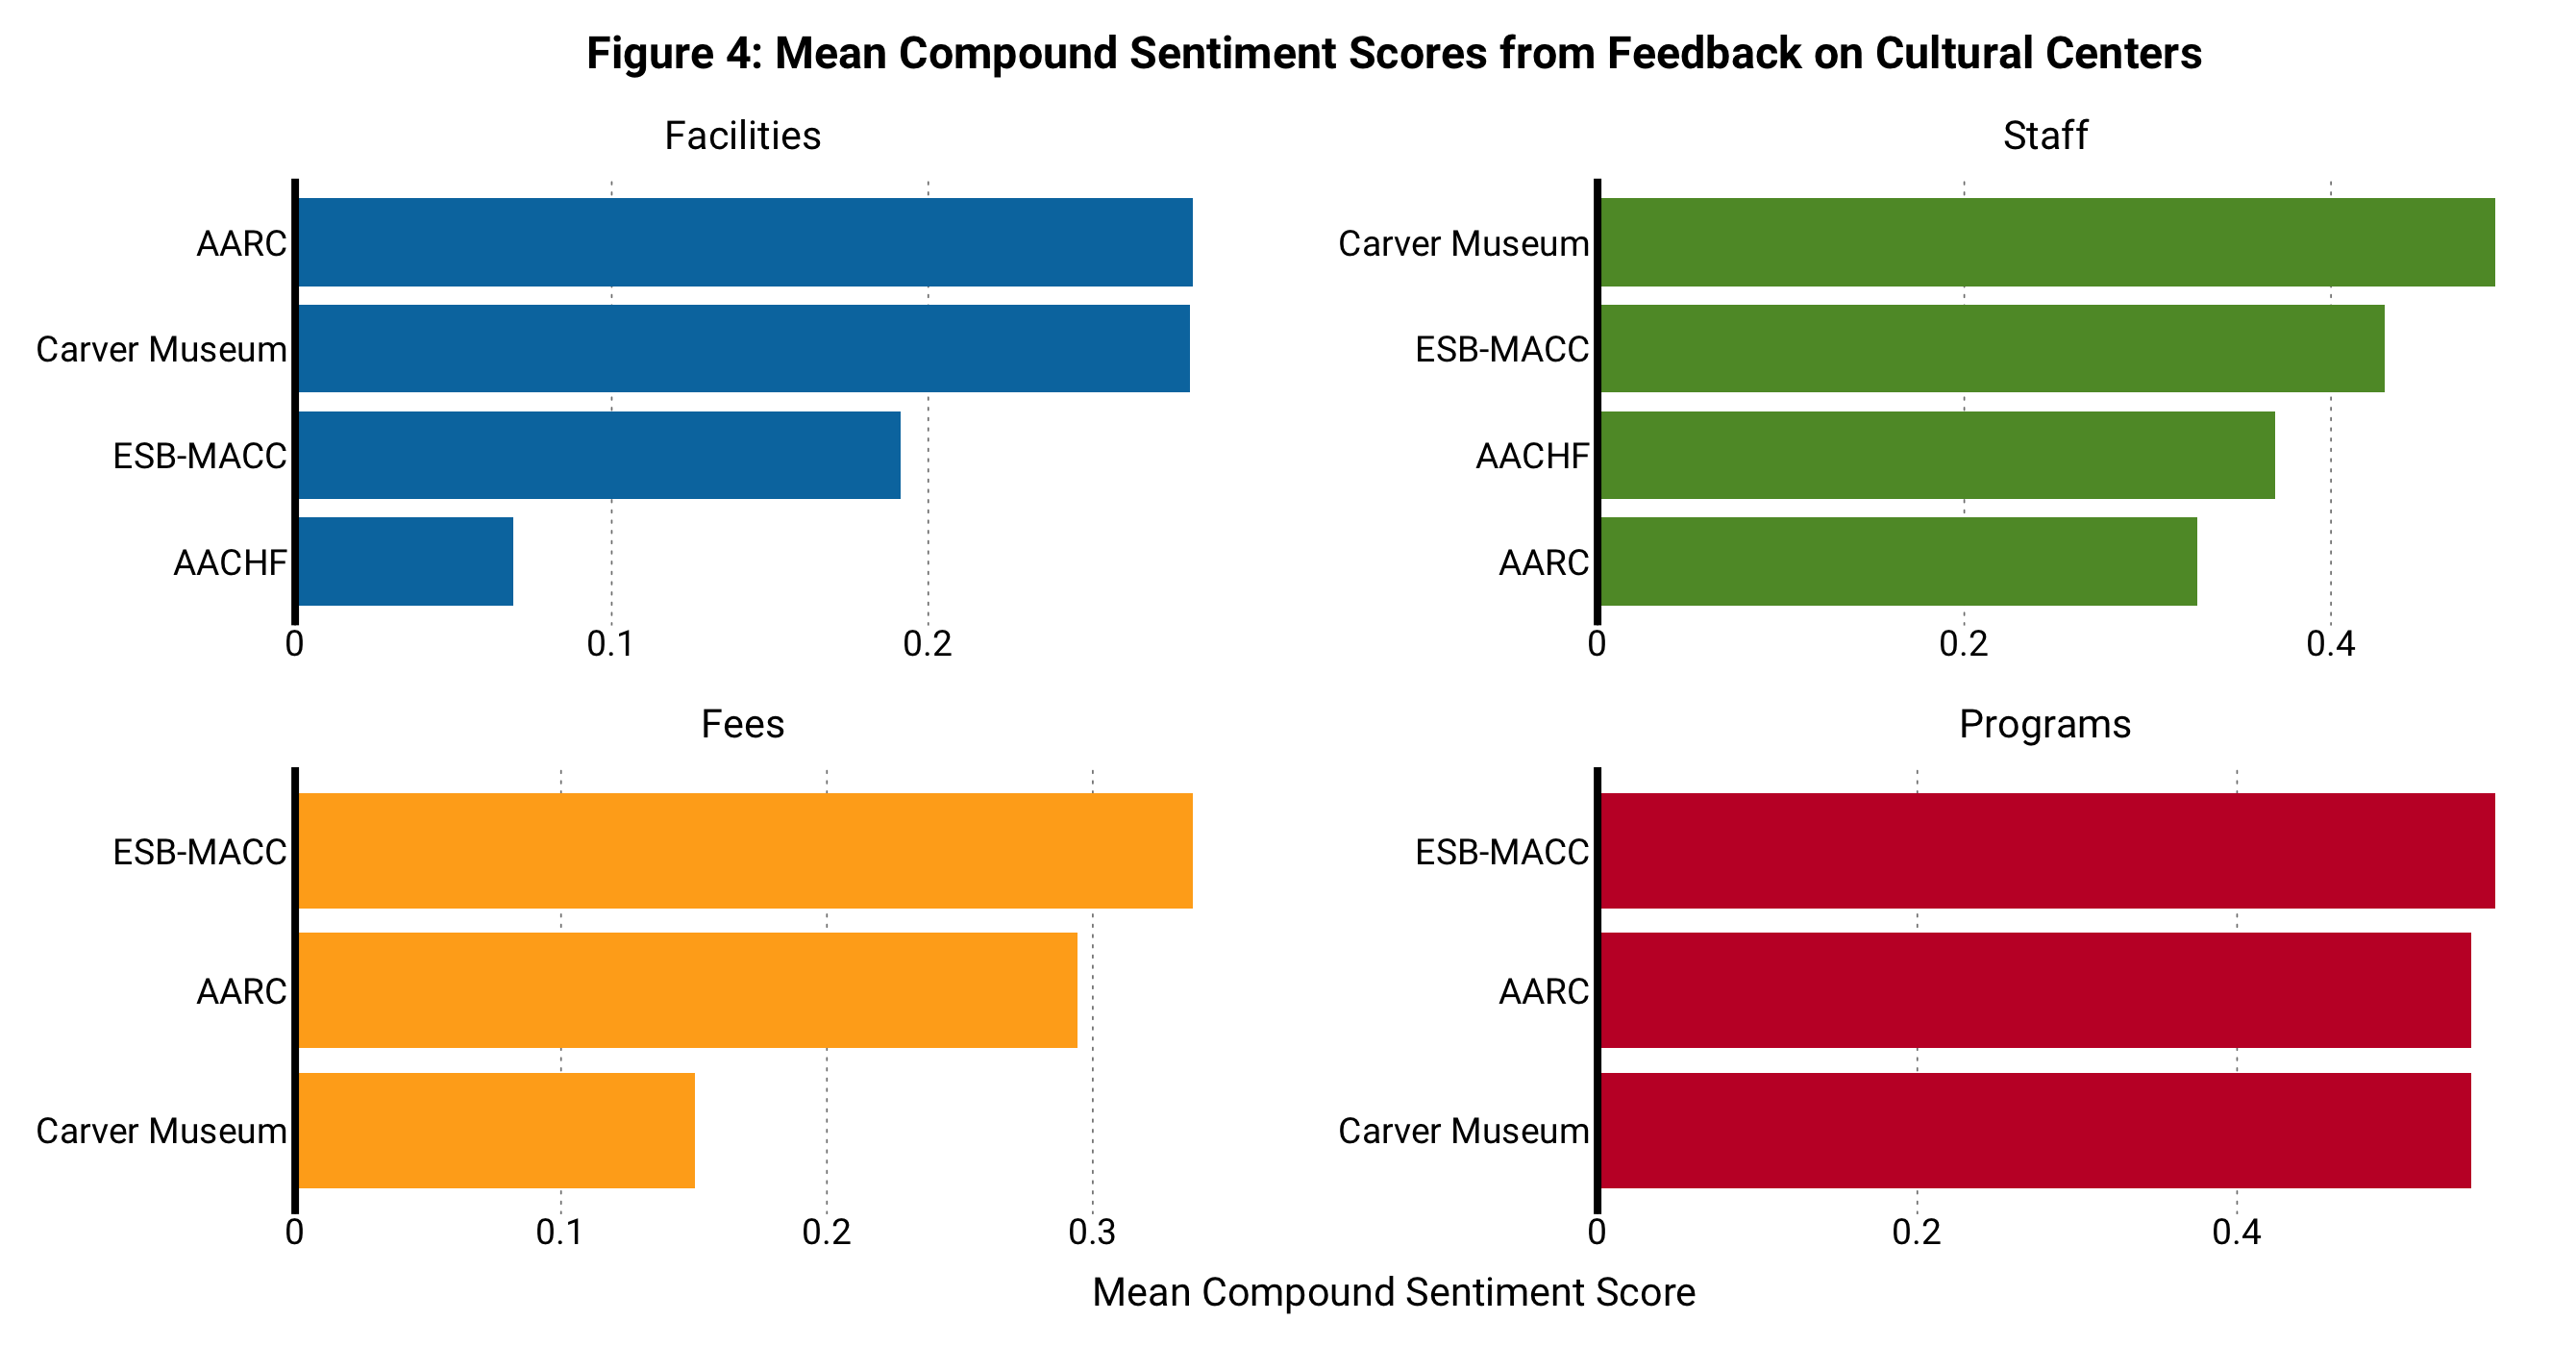 Figure 4: Mean Compound Sentiment Scores from Feedback on Cultural Centers
Facilities
AARC
Carver Museum
ESB-MACC
AACHF
0 0.1 0.2
Staff
Carver Museum
ESB-MACC
AACHF
AARC
0 0.2 0.4
Fees
ESB-MACC
AARC
Carver Museum
0 0.1 0.2 0.3
Programs
ESB-MACC
AARC
Carver Museum
0 0.2 0.4
Mean Compound Sentiment Score